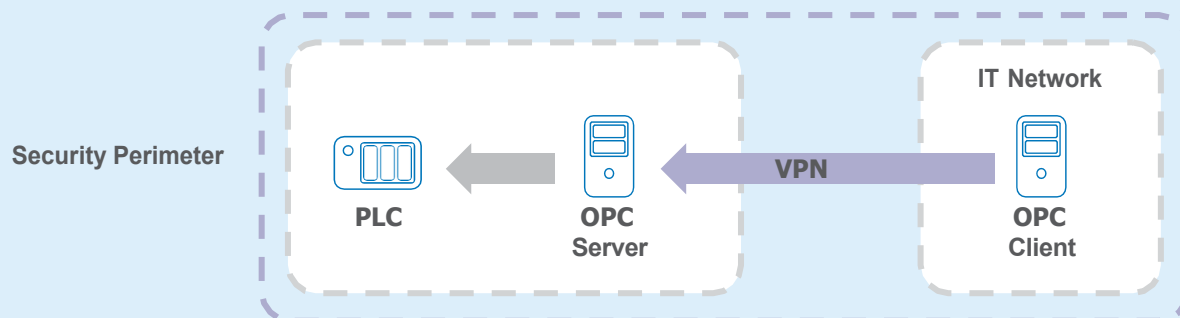 IT Network
Security Perimeter
VPN
PLC
OPC
Server
OPC
Client